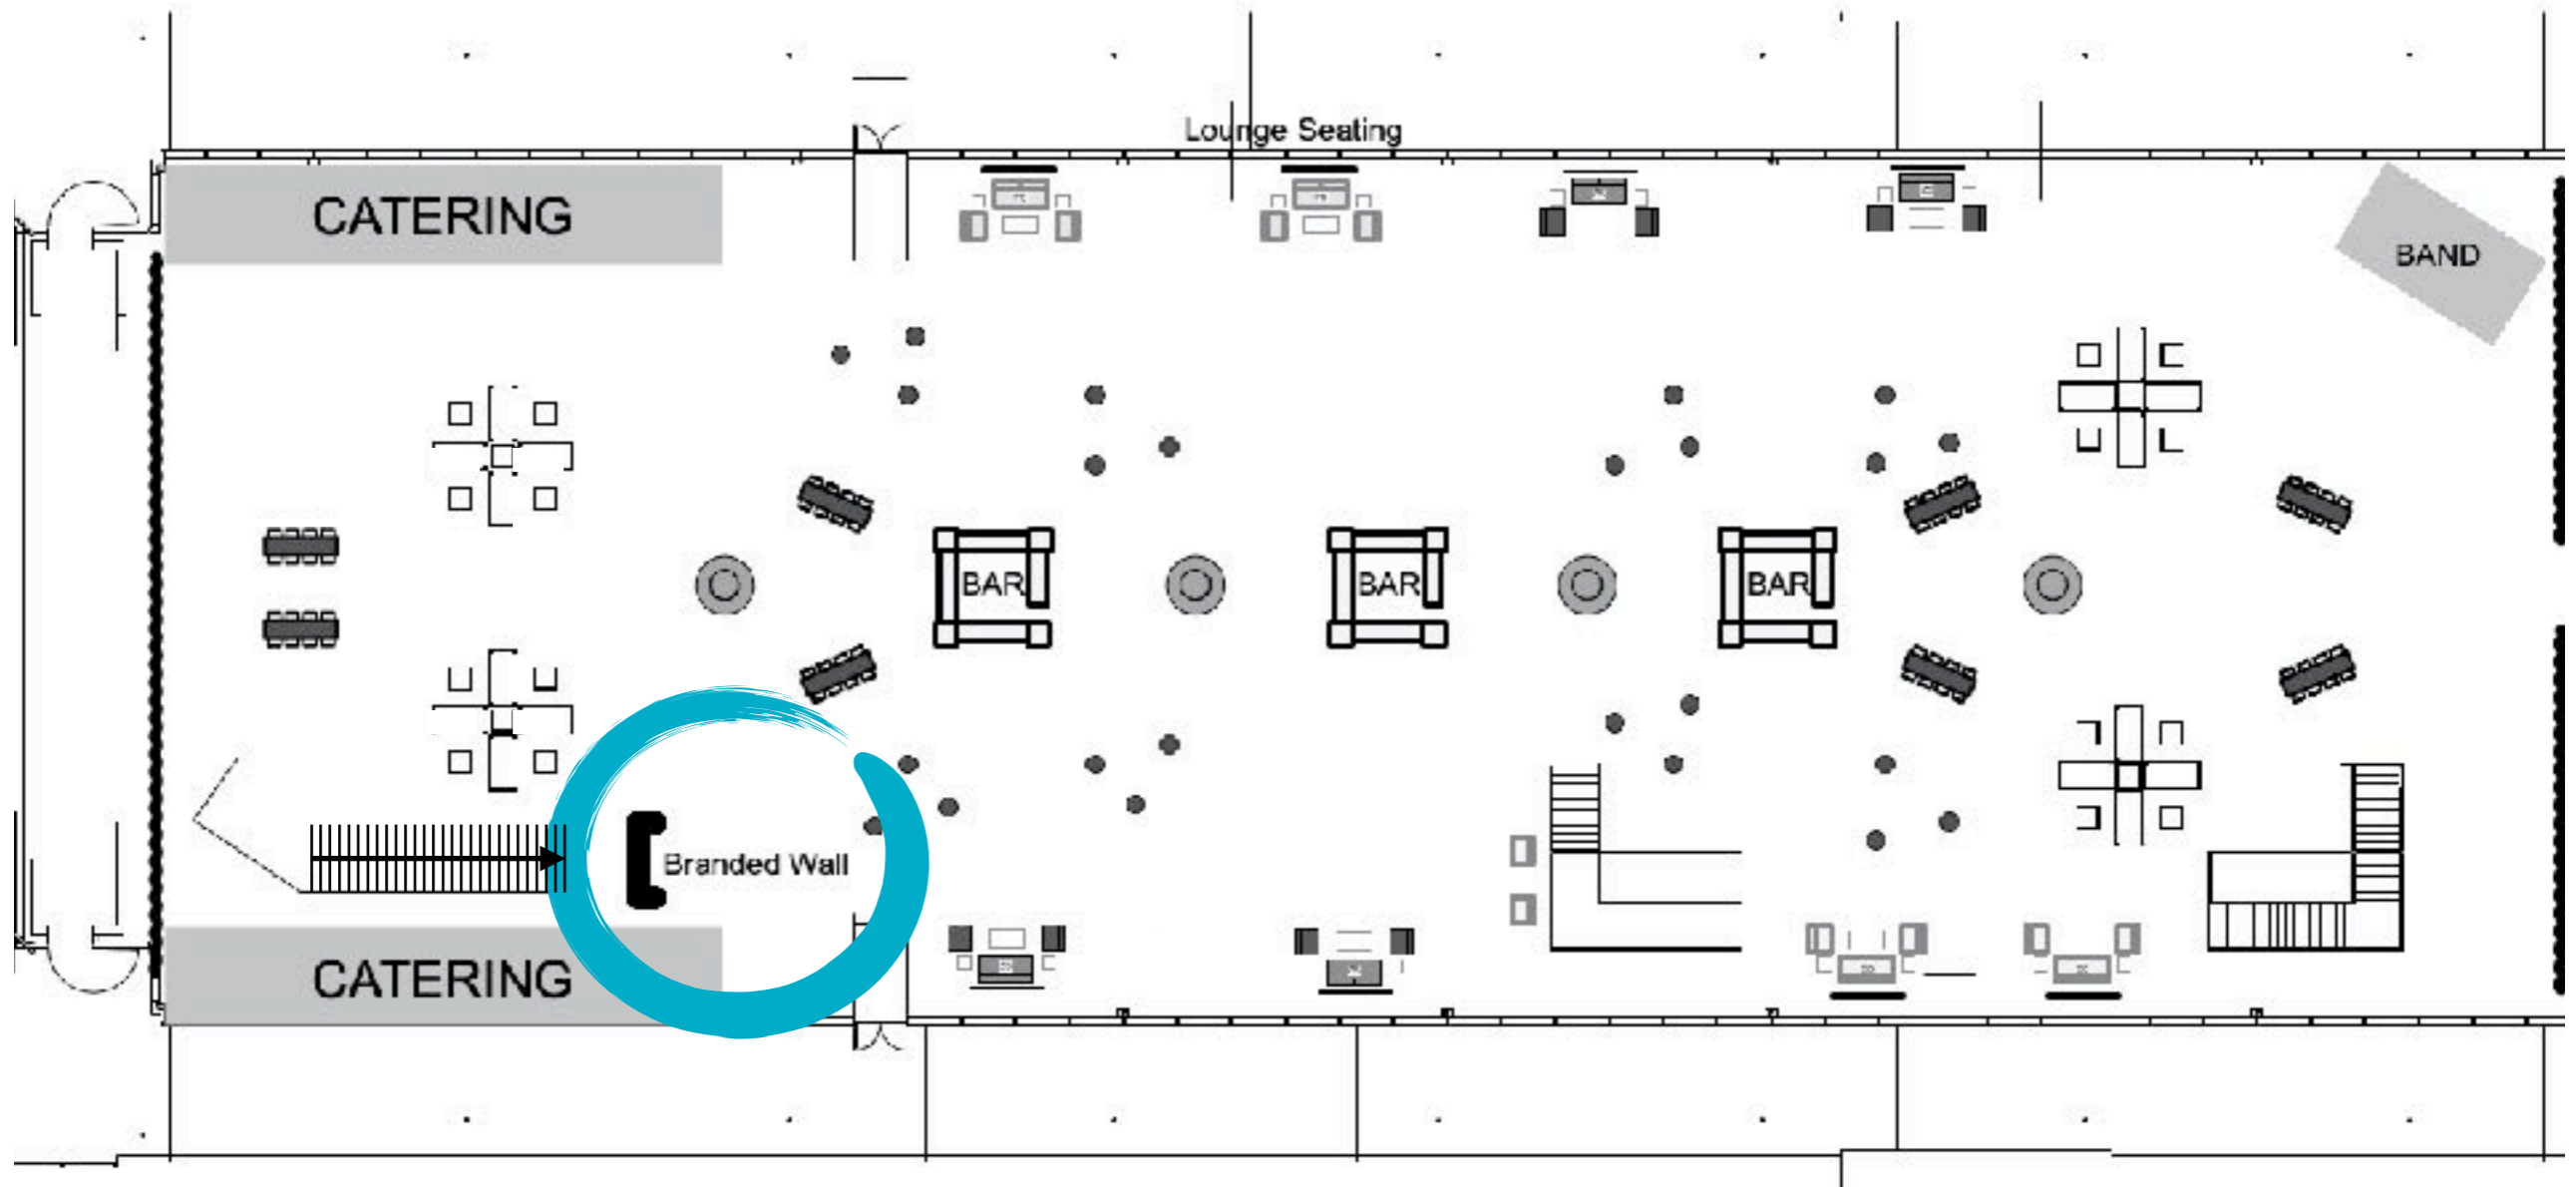 Lounge Seating
CATERING
BAND
BAR
BAR
BAR
Branded Wall
CATERING